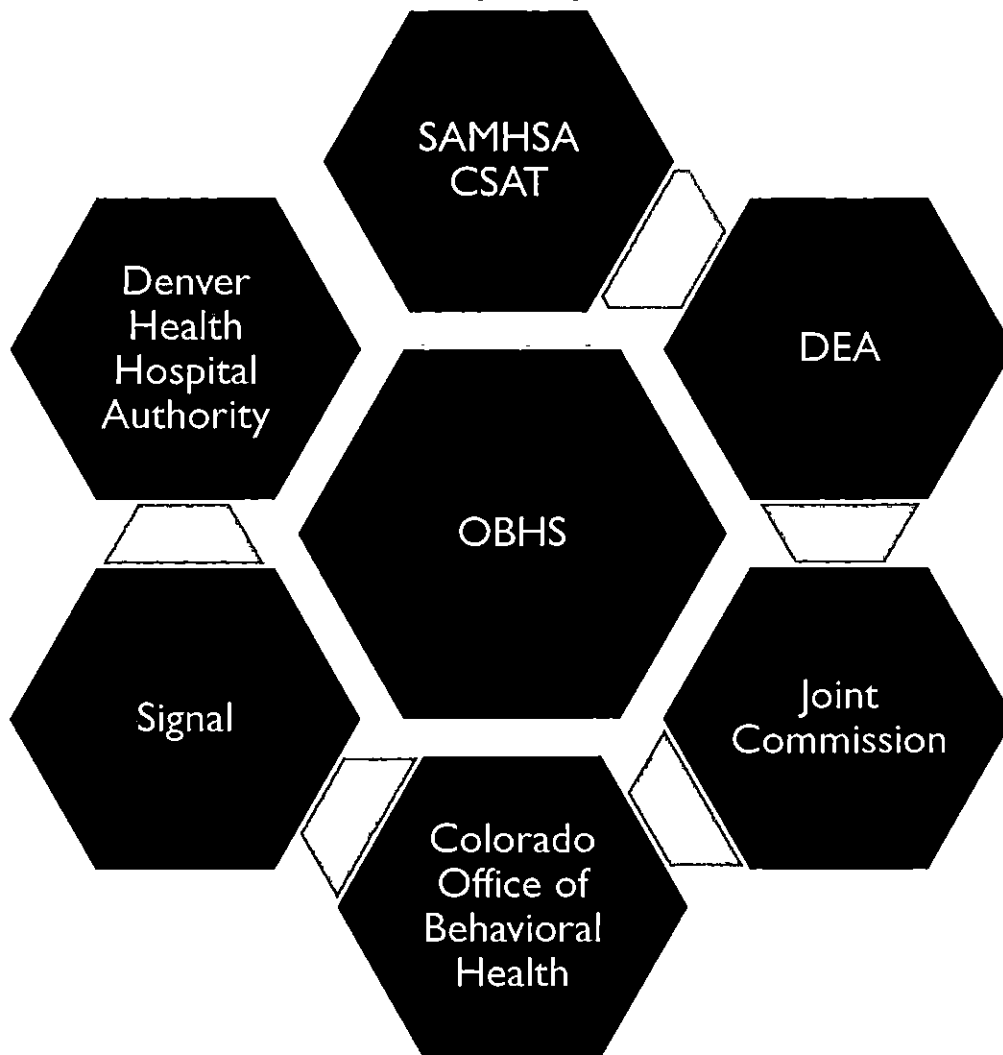 SAMHSA
CSAT
Denver
Health
Hospital
Authority
DEA
OBHS
Signal
Joint
Commission
Colorado
Office of
Behavioral
Health